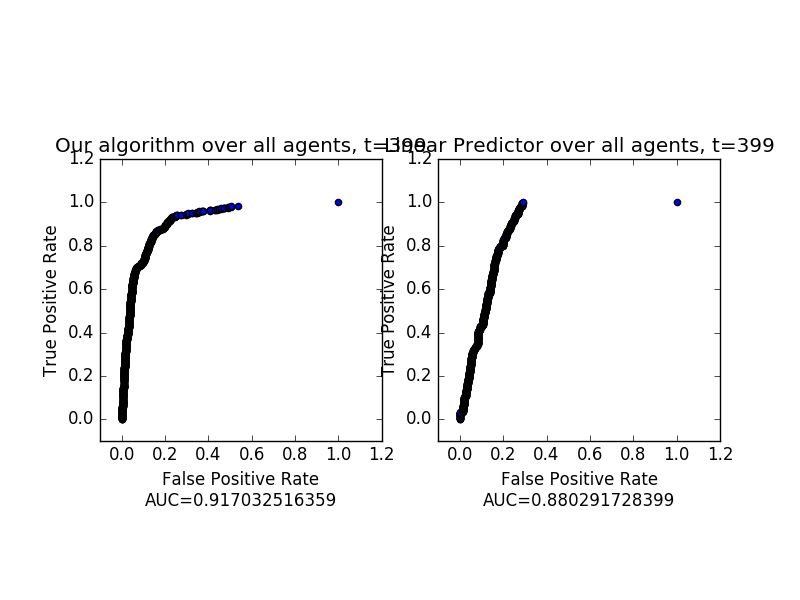 Our algorithm over all agents, t=399
Linear Predictor over all agents, t=399
1.2
1.0
0.8
0.6
0.4
0.2
0.0
True Positive Rate
0.0 0.2 0.4 0.6 0.8 1.0 1.2
False Positive Rate
AUC=0.917032516359
1.2
1.0
0.8
0.6
0.4
0.2
0.0
True Positive Rate
0.0 0.2 0.4 0.6 0.8 1.0 1.2
False Positive Rate
AUC=0.880291728399